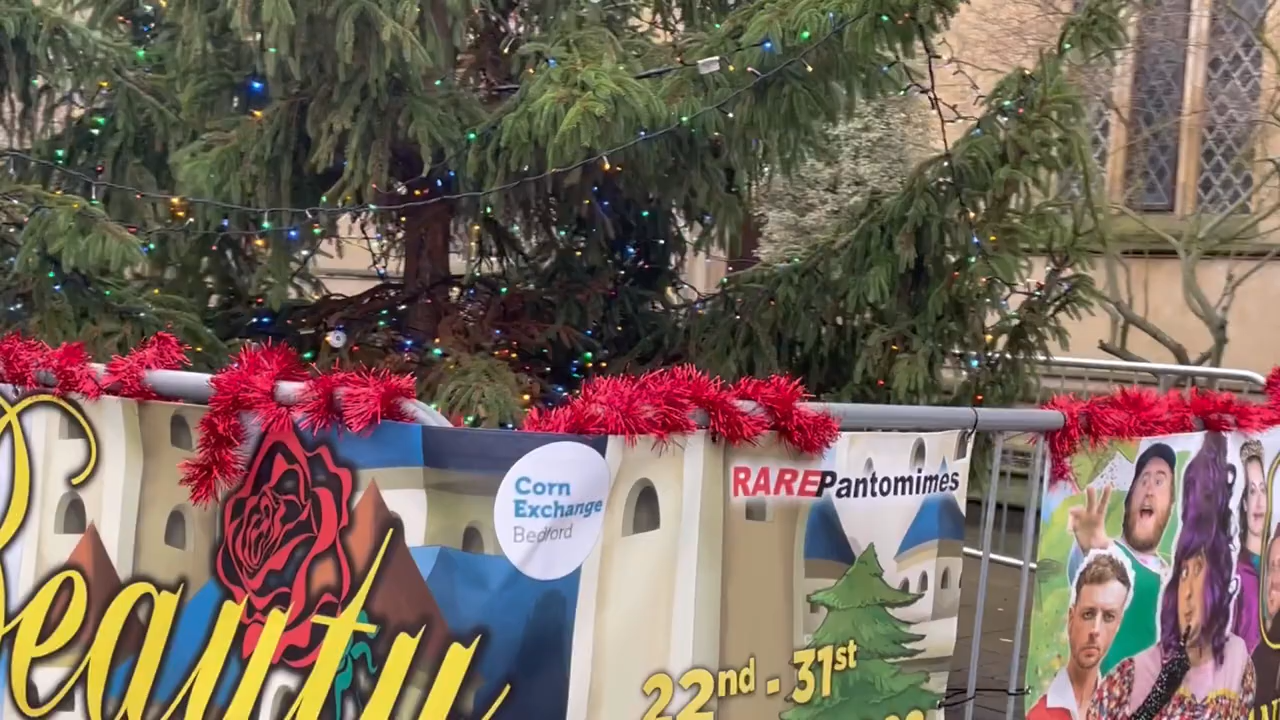 Beauty
Corn
Exchange
Bedford
RAREPantomimes
22nd - 31st